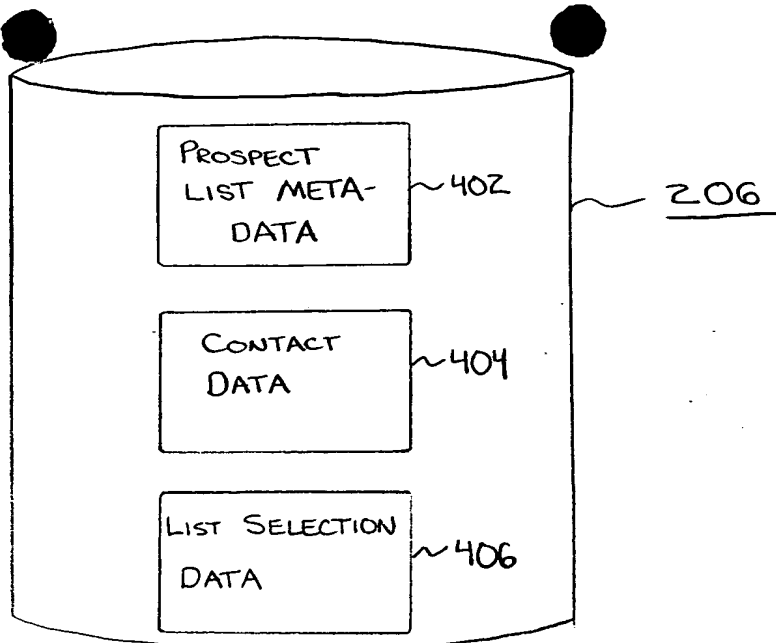 PROSPECT
LIST META-
DATA
402
206
CONTACT
DATA
404
LIST SELECTION
DATA
406